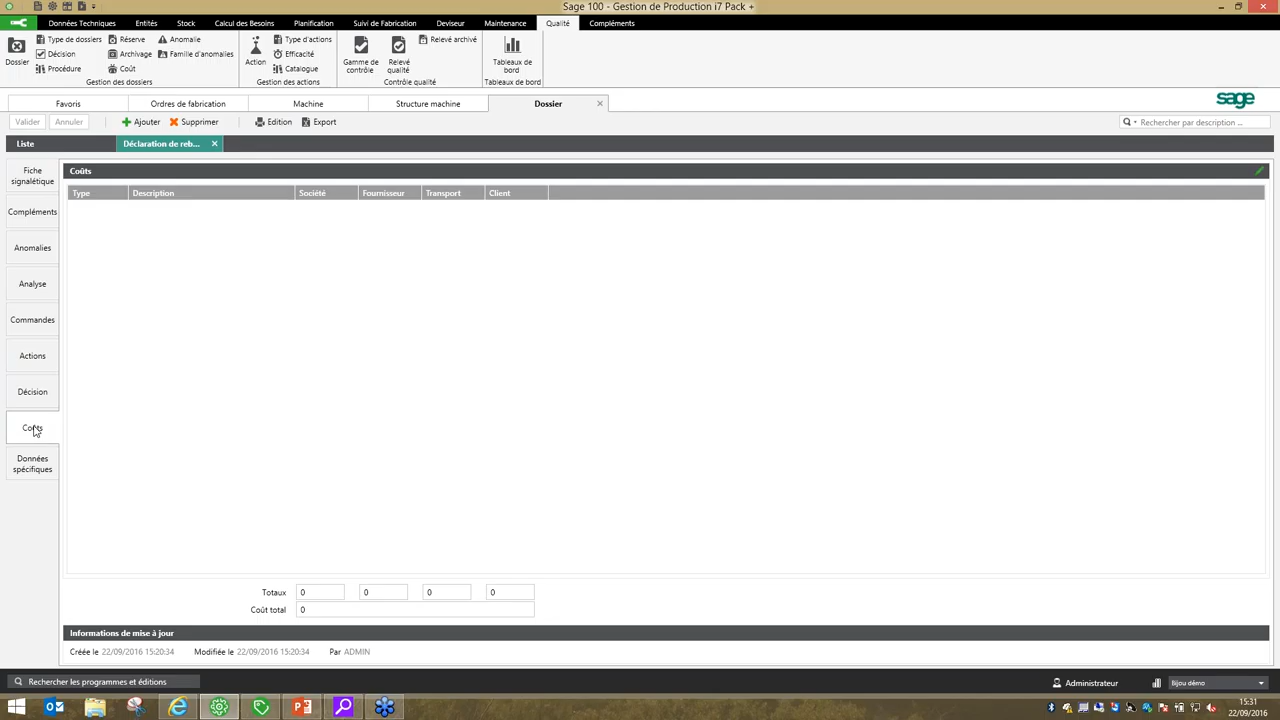 Sage 100 - Gestion de Production i7 Pack +
Données Techniques Entités Stock Calcul des Besoins Planification Suivi de Fabrication Deviseur Maintenance Qualité Compléments
Dossier
Type de dossiers Réserve Anomalie
Décision Archivage Famille d'anomalies
Procédure Coût
Gestion des dossiers
Action
Type d'actions
Efficacité
Catalogue
Gestion des actions
Gamme de contrôle
Relevé qualité
Relevé archivé
Contrôle qualité
Tableaux de bord
Tableaux de bord
Favoris Ordres de fabrication Machine Structure machine Dossier
sage
Valider Annuler Ajouter Supprimer Edition Export Rechercher par description ...
Liste Déclaration de reb...
Fiche signalétique
Compléments
Anomalies
Analyse
Commandes
Actions
Décision
Coûts
Données spécifiques
Coûts
Type Description Société Fournisseur Transport Client
Totaux 0 0 0 0
Coût total 0
Informations de mise à jour
Créée le 22/09/2016 15:20:34 Modifiée le 22/09/2016 15:20:34 Par ADMIN
Rechercher les programmes et éditions
Administrateur
Bijou démo
15:31
22/09/2016